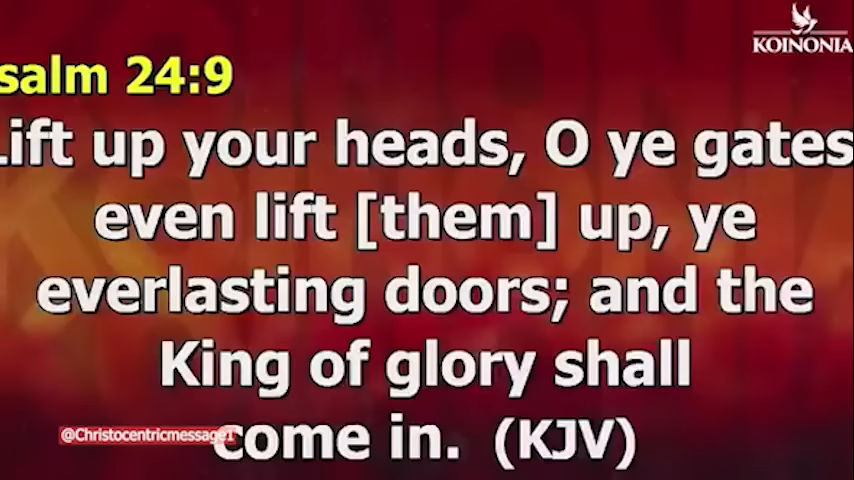 KOINONIA
salm 24:9
ift up your heads, O ye gates
even lift [them] up, ye
everlasting doors; and the
King of glory shall
come in. (KJV)
@Christocentricmessage1